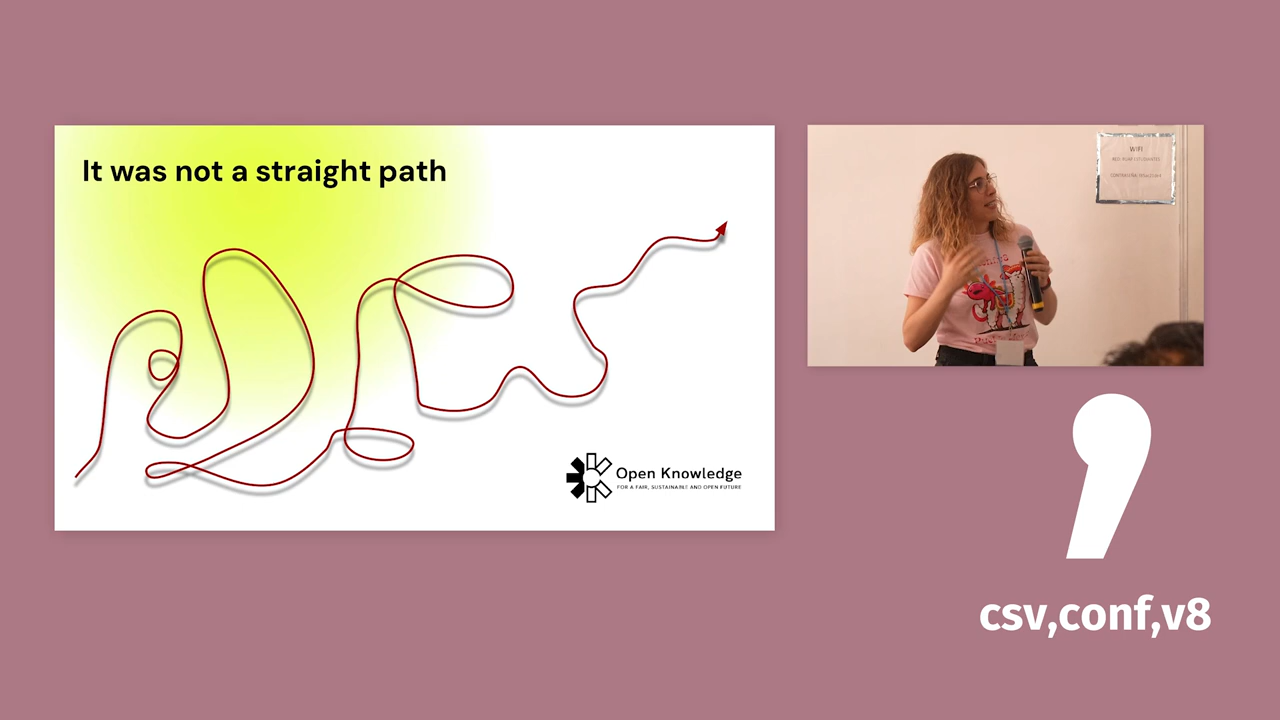 It was not a straight path
Open Knowledge
FOR A FAIR, SUSTAINABLE AND OPEN FUTURE
WIFI
csv,conf,v8